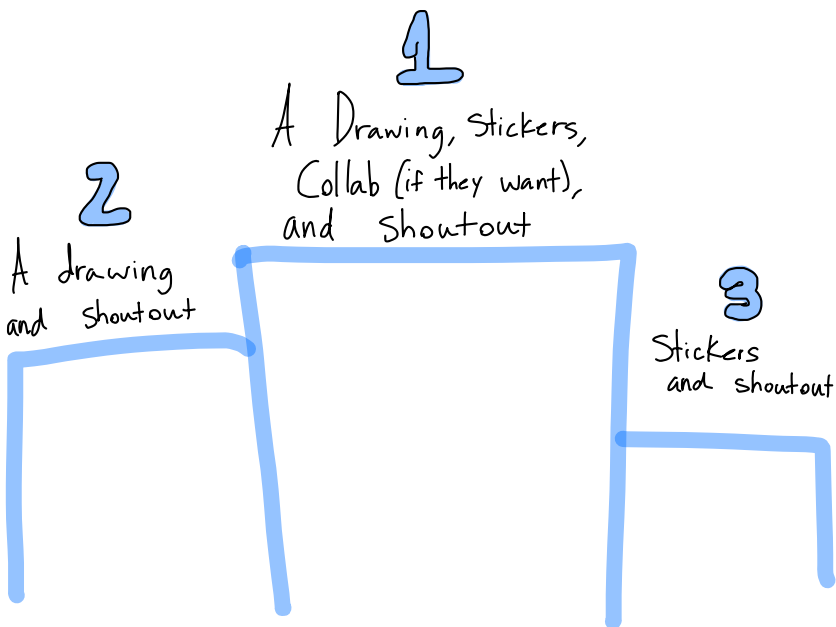 1
A Drawing, Stickers,
Collab (if they want),
and shoutout
2
A drawing
and shoutout
3
Stickers
and shoutout